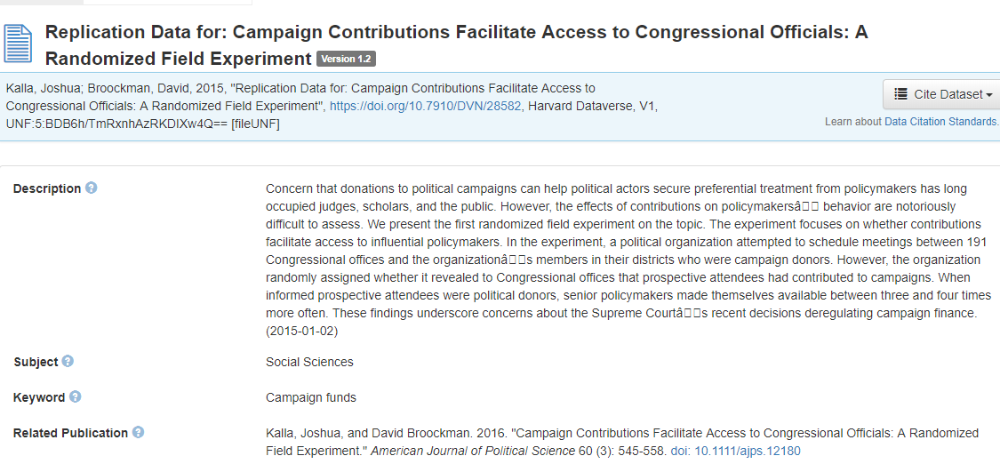 Replication Data for: Campaign Contributions Facilitate Access to Congressional Officials: A
Randomized Field Experiment Version 1.2
Kalla, Joshua; Broockman, David, 2015, "Replication Data for: Campaign Contributions Facilitate Access to
Congressional Officials: A Randomized Field Experiment", https://doi.org/10.7910/DVN/28582, Harvard Dataverse, V1,
UNF:5:BDB6h/TmRxnhAzRKDIXw4Q== [fileUNF]
Cite Dataset
Learn about Data Citation Standards.
Description
Concern that donations to political campaigns can help political actors secure preferential treatment from policymakers has long
occupied judges, scholars, and the public. However, the effects of contributions on policymakersâ□□ behavior are notoriously
difficult to assess. We present the first randomized field experiment on the topic. The experiment focuses on whether contributions
facilitate access to influential policymakers. In the experiment, a political organization attempted to schedule meetings between 191
Congressional offices and the organizationâ□□s members in their districts who were campaign donors. However, the organization
randomly assigned whether it revealed to Congressional offices that prospective attendees had contributed to campaigns. When
informed prospective attendees were political donors, senior policymakers made themselves available between three and four times
more often. These findings underscore concerns about the Supreme Courtâ□□s recent decisions deregulating campaign finance.
(2015-01-02)
Subject
Social Sciences
Keyword
Campaign funds
Related Publication
Kalla, Joshua, and David Broockman. 2016. "Campaign Contributions Facilitate Access to Congressional Officials: A Randomized
Field Experiment." American Journal of Political Science 60 (3): 545-558. doi: 10.1111/ajps.12180